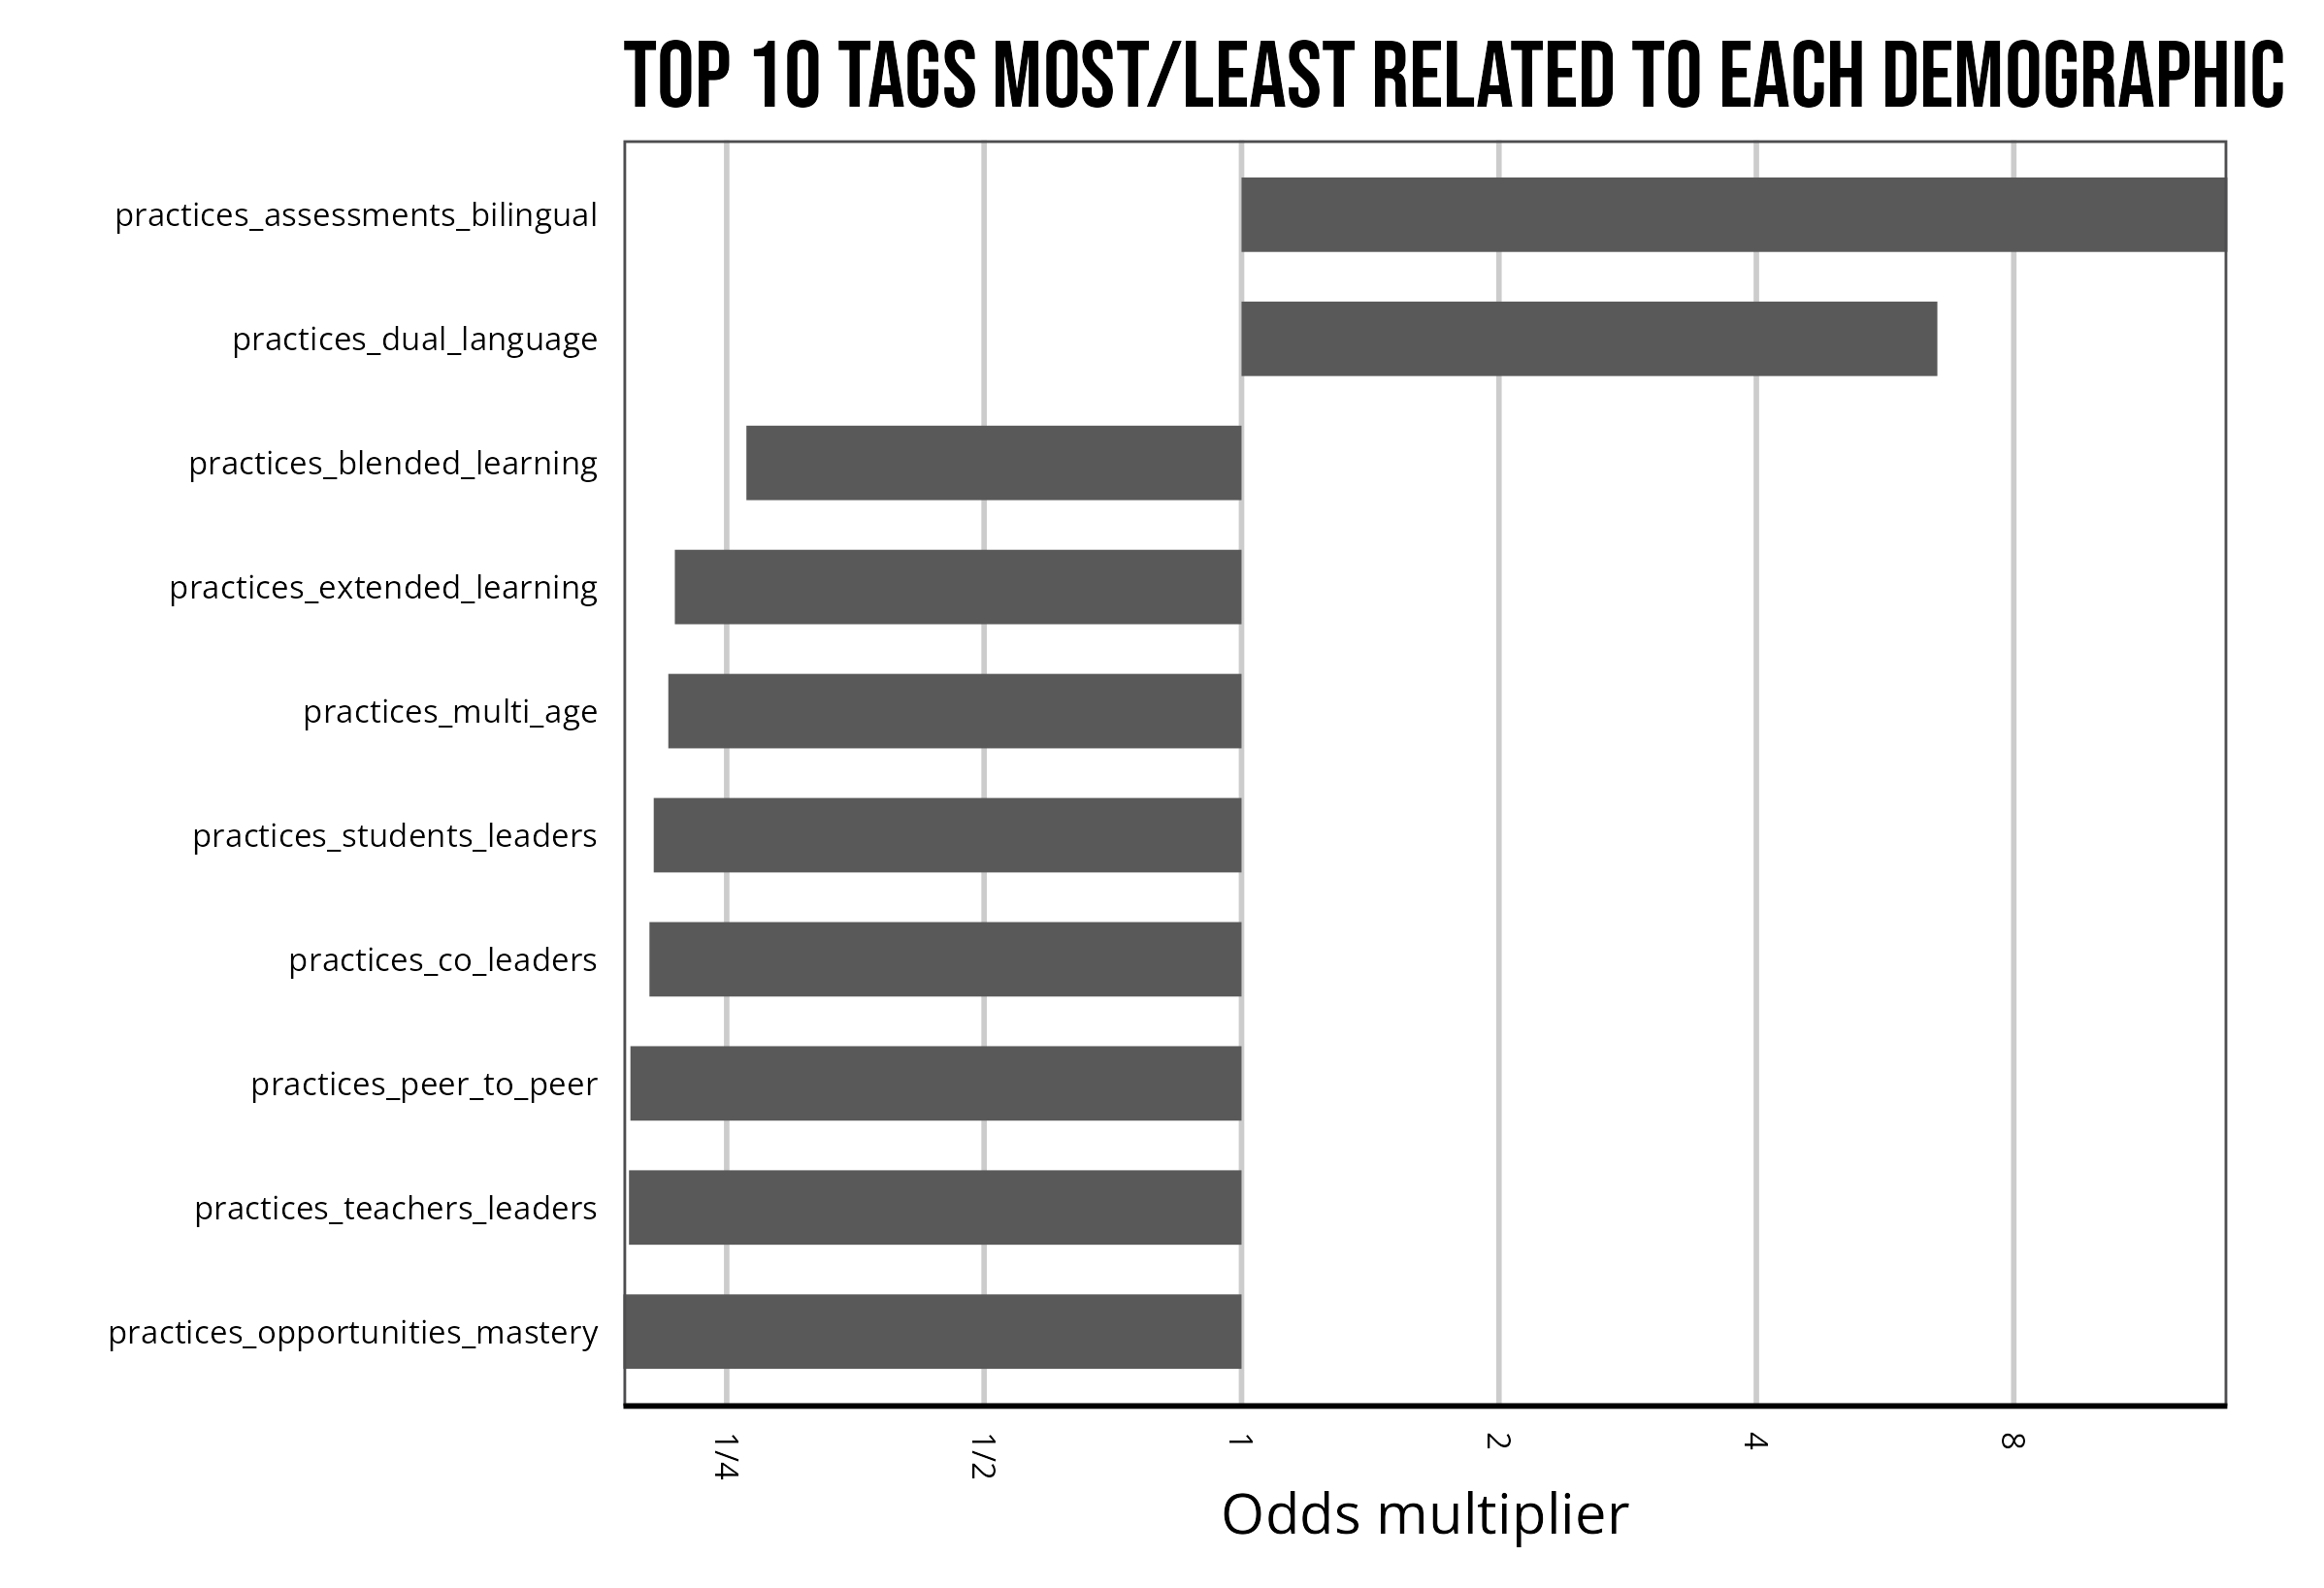 TOP 10 TAGS MOST/LEAST RELATED TO EACH DEMOGRAPHIC
practices_assessments_bilingual
practices_dual_language
practices_blended_learning
practices_extended_learning
practices_multi_age
practices_students_leaders
practices_co_leaders
practices_peer_to_peer
practices_teachers_leaders
practices_opportunities_mastery
1/4
1/2
1
2
4
8
Odds multiplier